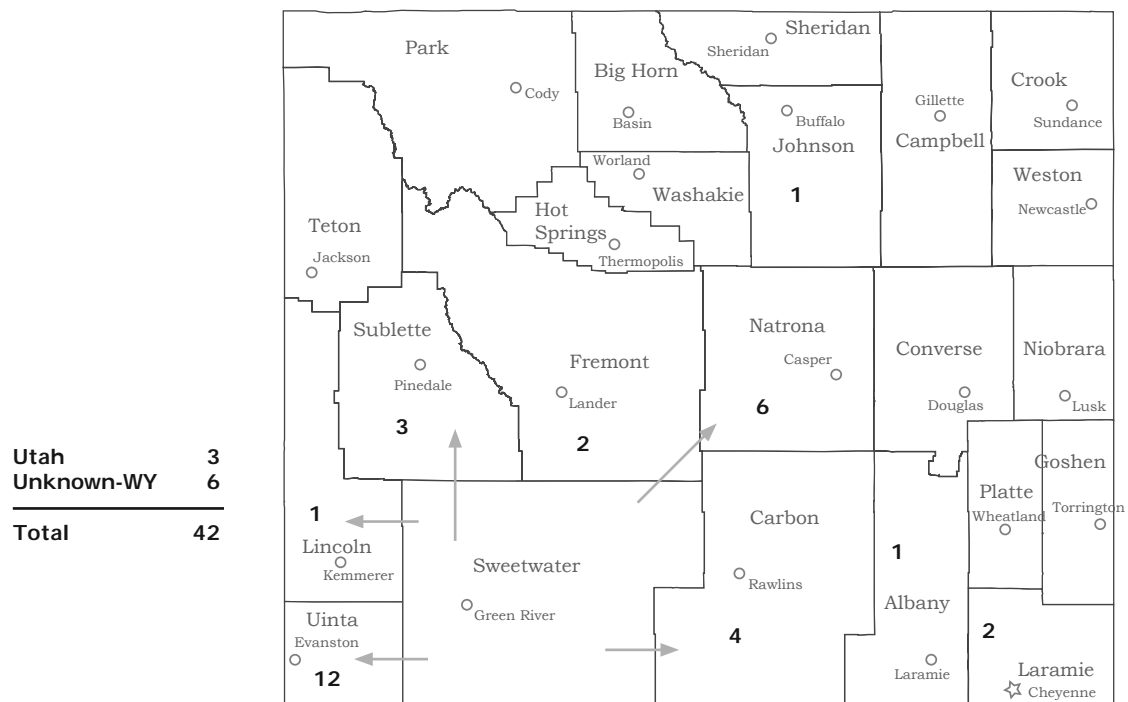 Park
Cody
Big Horn
Basin
Sheridan
Sheridan
Buffalo
Johnson
1
Gillette
Campbell
Crook
Sundance
Weston
Newcastle
Worland
Washakie
Hot
Springs
Thermopolis
Teton
Jackson
Sublette
Pinedale
3
Fremont
Lander
2
Natrona
Casper
6
Converse
Douglas
Niobrara
Lusk
Goshen
Torrington
Platte
Wheatland
Utah 3
Unknown-WY 6
Total 42
1
Lincoln
Kemmerer
Sweetwater
Green River
Carbon
Rawlins
4
1
Albany
Laramie
Uinta
Evanston
12
2
Laramie
Cheyenne